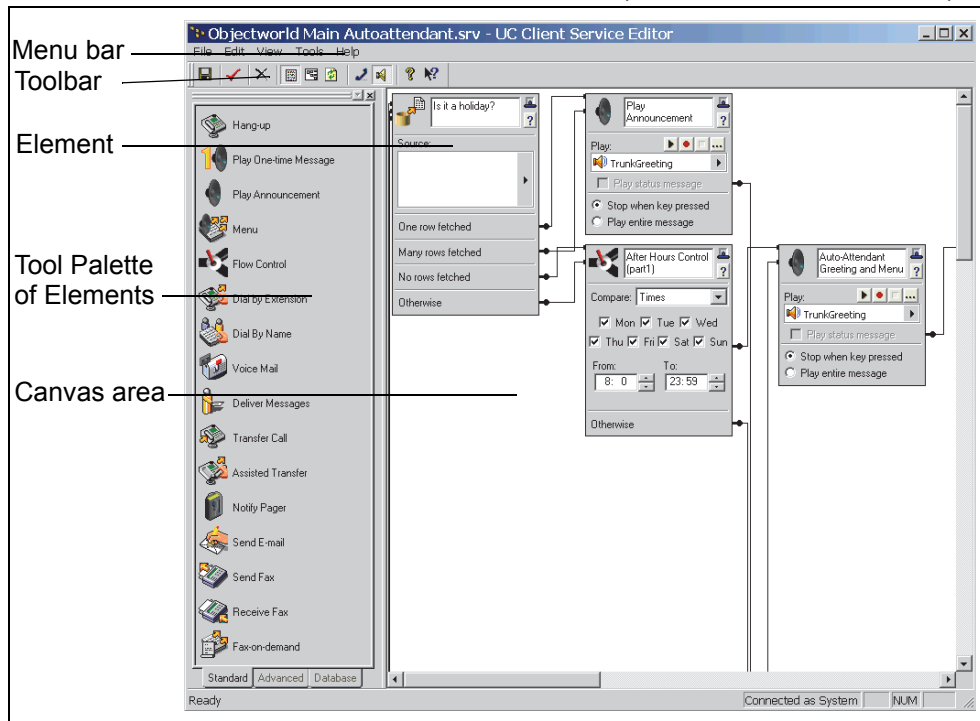 Objectworld Main Autoattendant.srv - UC Client Service Editor
Menu bar
File Edit View Tools Help
Toolbar
Element
Tool Palette
of Elements
Canvas area
Hang-up
Play One-time Message
Play Announcement
Menu
Flow Control
Dial by Extension
Dial By Name
Voice Mail
Deliver Messages
Transfer Call
Assisted Transfer
Notify Pager
Send E-mail
Send Fax
Receive Fax
Fax-on-demand
Standard Advanced Database
Is it a holiday?
Source:
One row fetched
Many rows fetched
No rows fetched
Otherwise
Play
Announcement
Play:
TrunkGreeting
Play status message
Stop when key pressed
Play entire message
After Hours Control
(part1)
Compare: Times
Mon Tue Wed
Thu Fri Sat Sun
From: To:
8: 0 23:59
Otherwise
Auto-Attendant
Greeting and Menu
Play:
TrunkGreeting
Play status message
Stop when key pressed
Play entire message
Ready Connected as System NUM